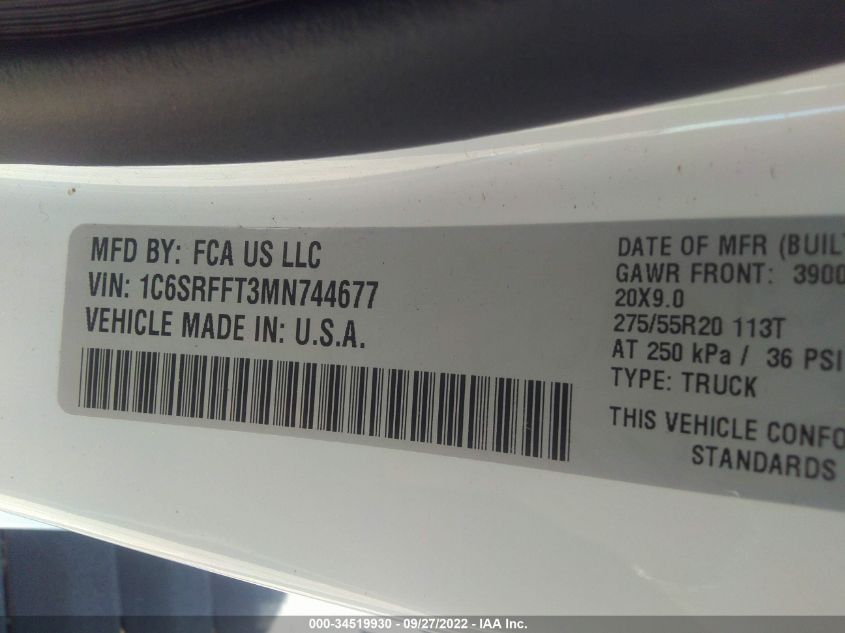 MFD BY: FCA US LLC
VIN: 1C6SRFFT3MN744677
VEHICLE MADE IN: U.S.A.
DATE OF MFR (BUIL
GAWR FRONT: 3900
20X9.0
275/55R20 113T
AT 250 kPa / 36 PSI
TYPE: TRUCK
THIS VEHICLE CONFO
STANDARDS
000-34519930 - 09/27/2022 - IAA Inc.